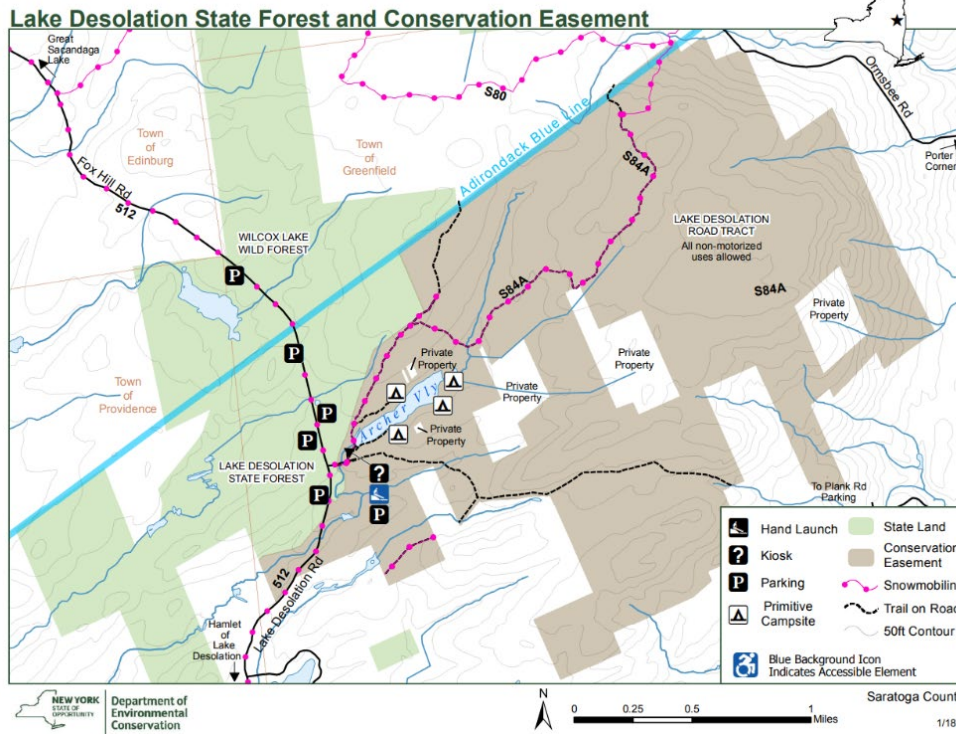 Lake Desolation State Forest and Conservation Easement
Great
Sacandaga
Lake
S80
Ormsbee Rd
Town
of
Edinburg
Town
of
Greenfield
Adirondack Blue Line
Porter
Corner
Fox Hill Rd
512
S84A
LAKE DESOLATION
ROAD TRACT
All non-motorized
uses allowed
WILCOX LAKE
WILD FOREST
P
S84A
S84A
Private
Property
P
Private
Property
Private
Property
Town
of
Providence
Private
Property
Archer Vly
P
P
Private
Property
LAKE DESOLATION
STATE FOREST
?
P
P
To Plank Rd
Parking
512
Lake Desolation Rd
Hamlet
of Lake
Desolation
Hand Launch
? Kiosk
P Parking
Primitive
Campsite
Blue Background Icon
Indicates Accessible Element
State Land
Conservation
Easement
Snowmobilin
Trail on Road
50ft Contour
NEW YORK
STATE OF
OPPORTUNITY
Department of
Environmental
Conservation
N
0 0.25 0.5 1
Miles
Saratoga Count
1/18